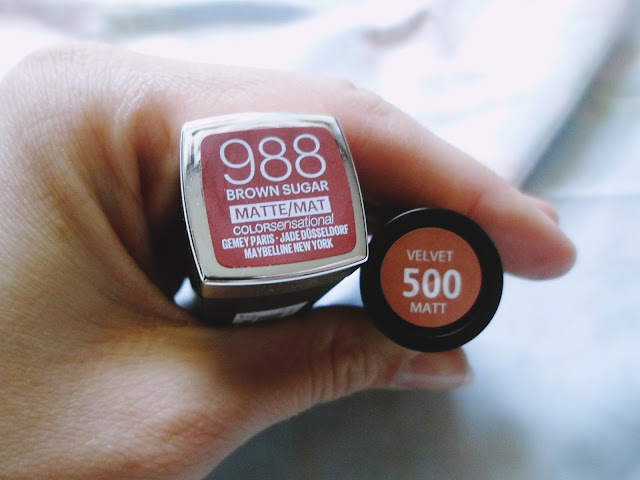 988
BROWN SUGAR
MATTE/MAT
COLORsensational
GEMEY PARIS - JADE DÜSSELDORF
MAYBELLINE NEW YORK
VELVET
500
MATT